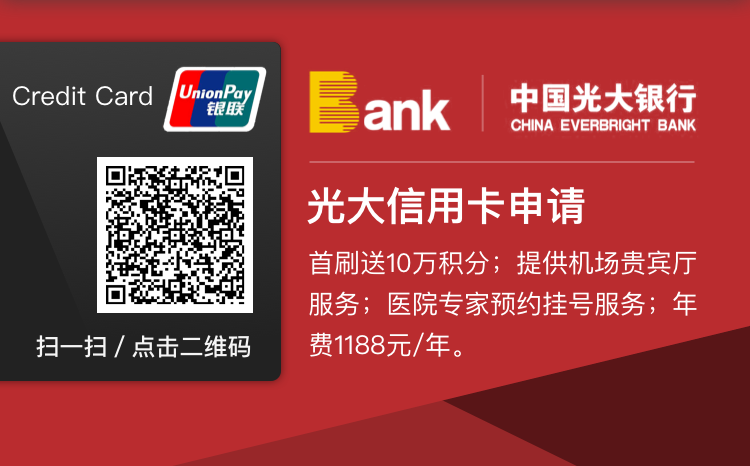 Credit Card
UnionPay
银联
Bank
中国光大银行
CHINA EVERBRIGHT BANK
光大信用卡申请
首刷送10万积分；提供机场贵宾厅
服务；医院专家预约挂号服务；年
费1188元/年。
扫一扫 / 点击二维码